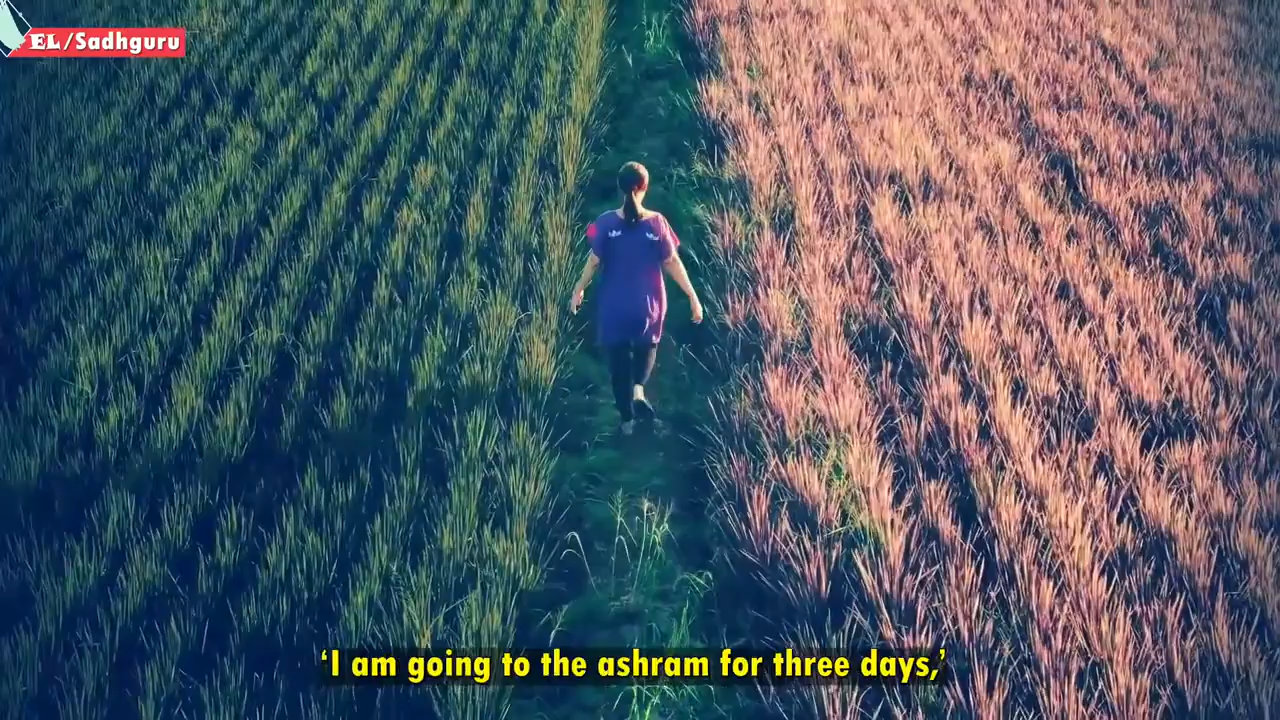 EL/Sadhguru
‘I am going to the ashram for three days,’